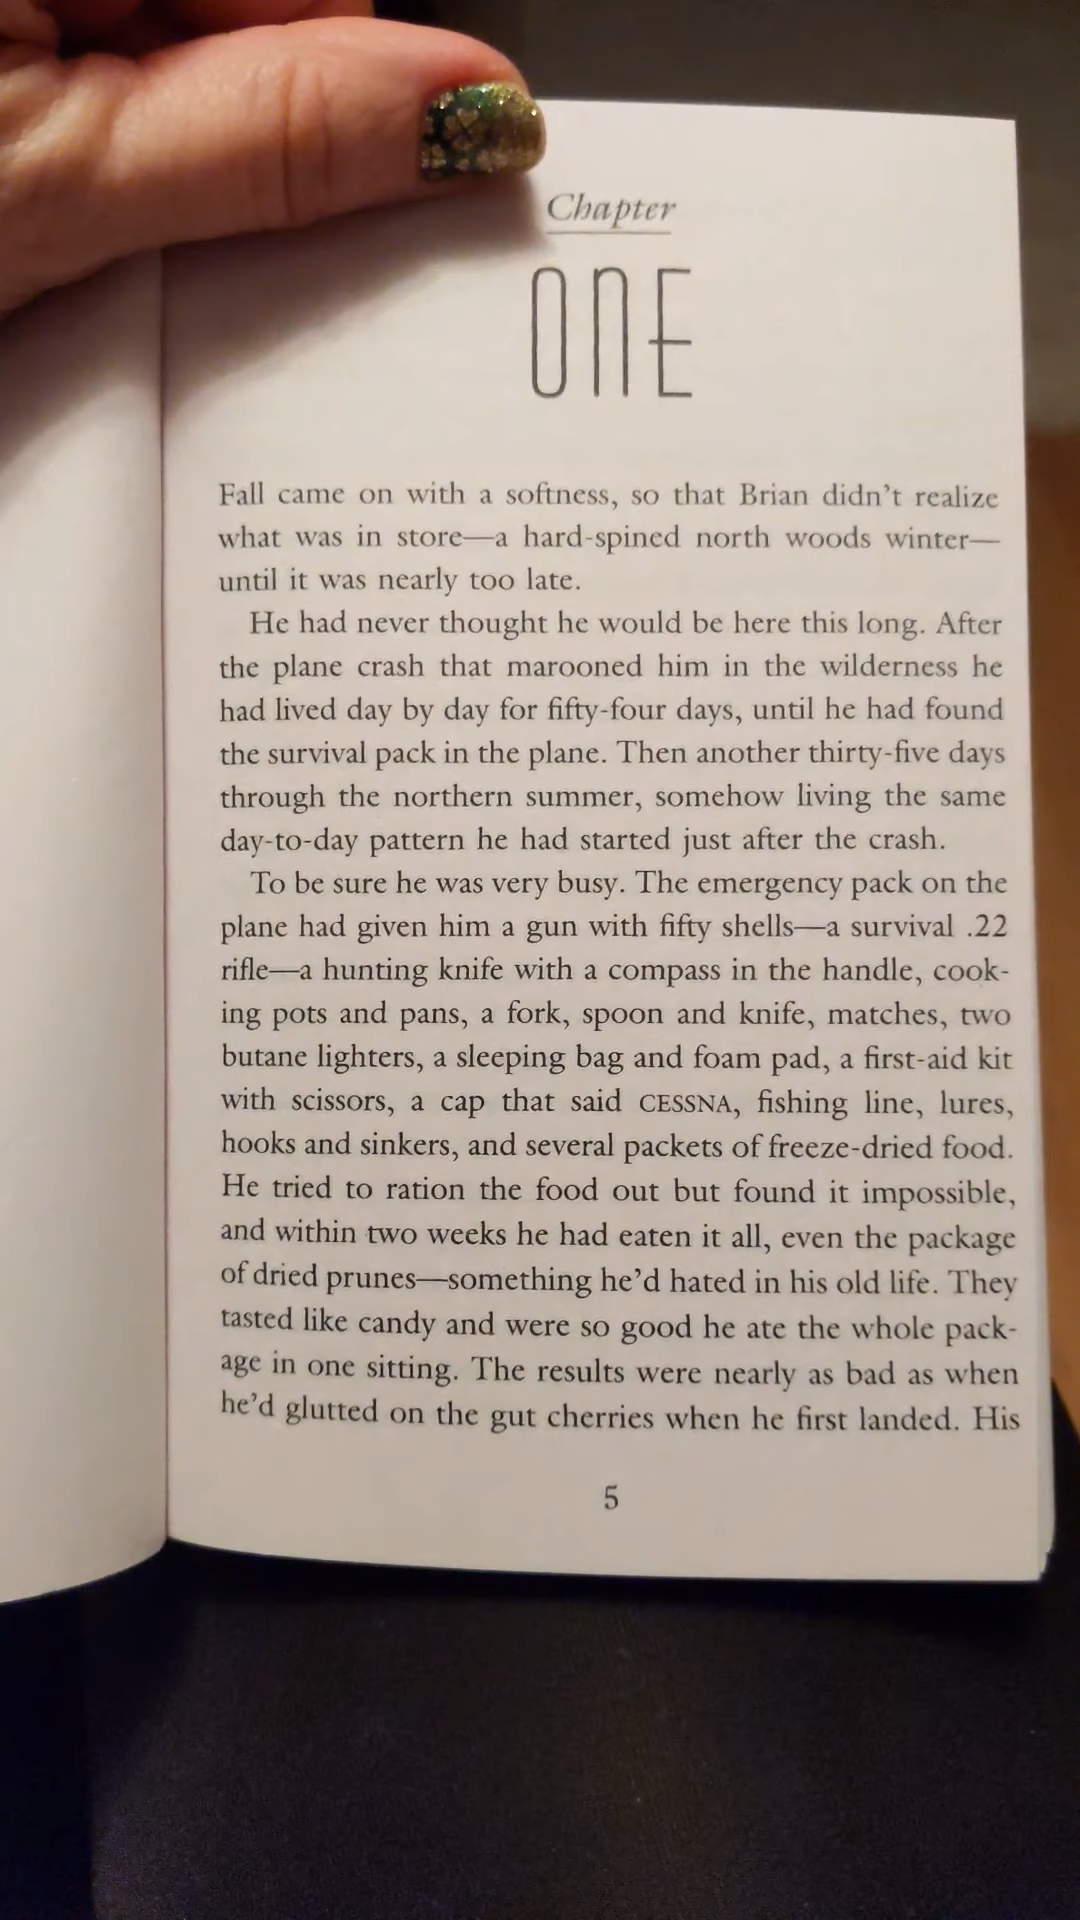 Chapter
ONE
Fall came on with a softness, so that Brian didn't realize
what was in store—a hard-spined north woods winter—
until it was nearly too late.
He had never thought he would be here this long. After
the plane crash that marooned him in the wilderness he
had lived day by day for fifty-four days, until he had found
the survival pack in the plane. Then another thirty-five days
through the northern summer, somehow living the same
day-to-day pattern he had started just after the crash.
To be sure he was very busy. The emergency pack on the
plane had given him a gun with fifty shells—a survival .22
rifle—a hunting knife with a compass in the handle, cook-
ing pots and pans, a fork, spoon and knife, matches, two
butane lighters, a sleeping bag and foam pad, a first-aid kit
with scissors, a cap that said CESSNA, fishing line, lures,
hooks and sinkers, and several packets of freeze-dried food.
He tried to ration the food out but found it impossible,
and within two weeks he had eaten it all, even the package
of dried prunes—something he'd hated in his old life. They
tasted like candy and were so good he ate the whole pack-
age in one sitting. The results were nearly as bad as when
he'd glutted on the gut cherries when he first landed. His
5